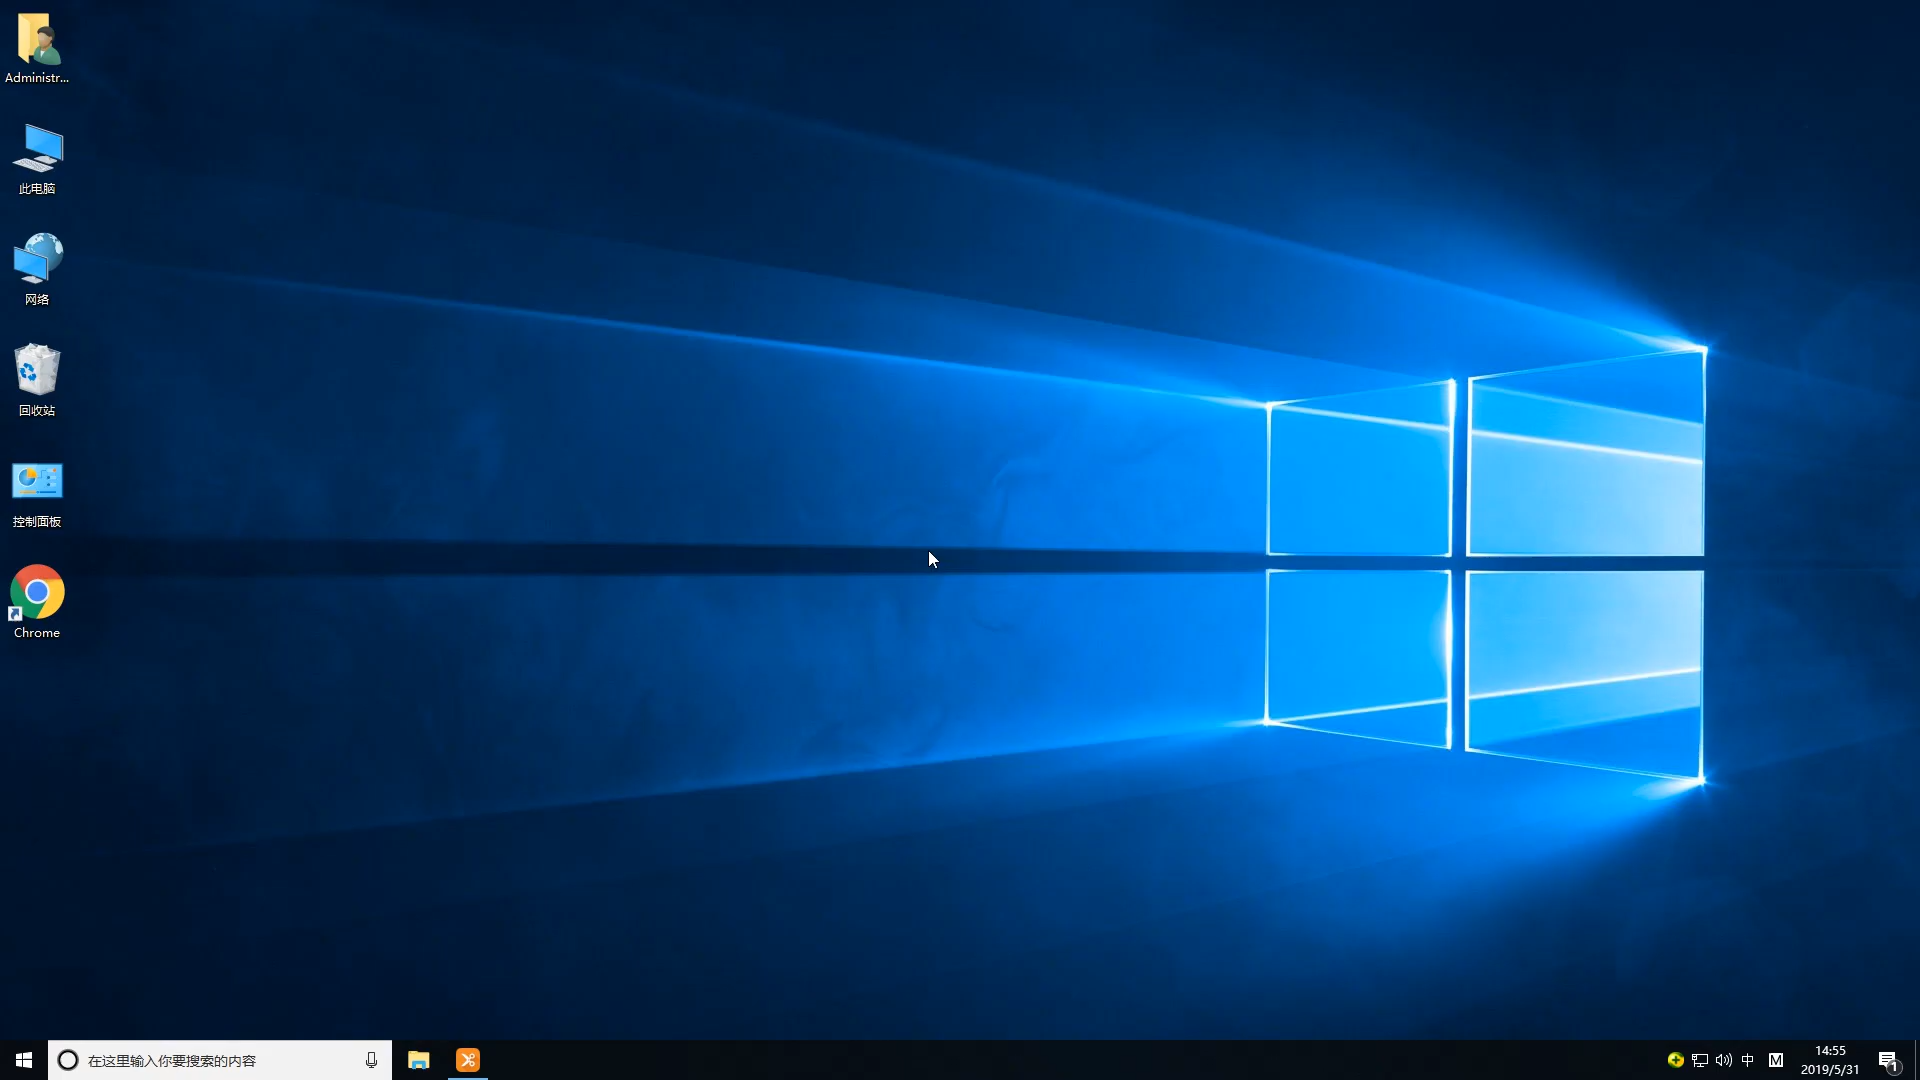 Administr...
此电脑
网络
回收站
控制面板
Chrome
在这里输入你要搜索的内容
中
M
14:55
2019/5/31
1